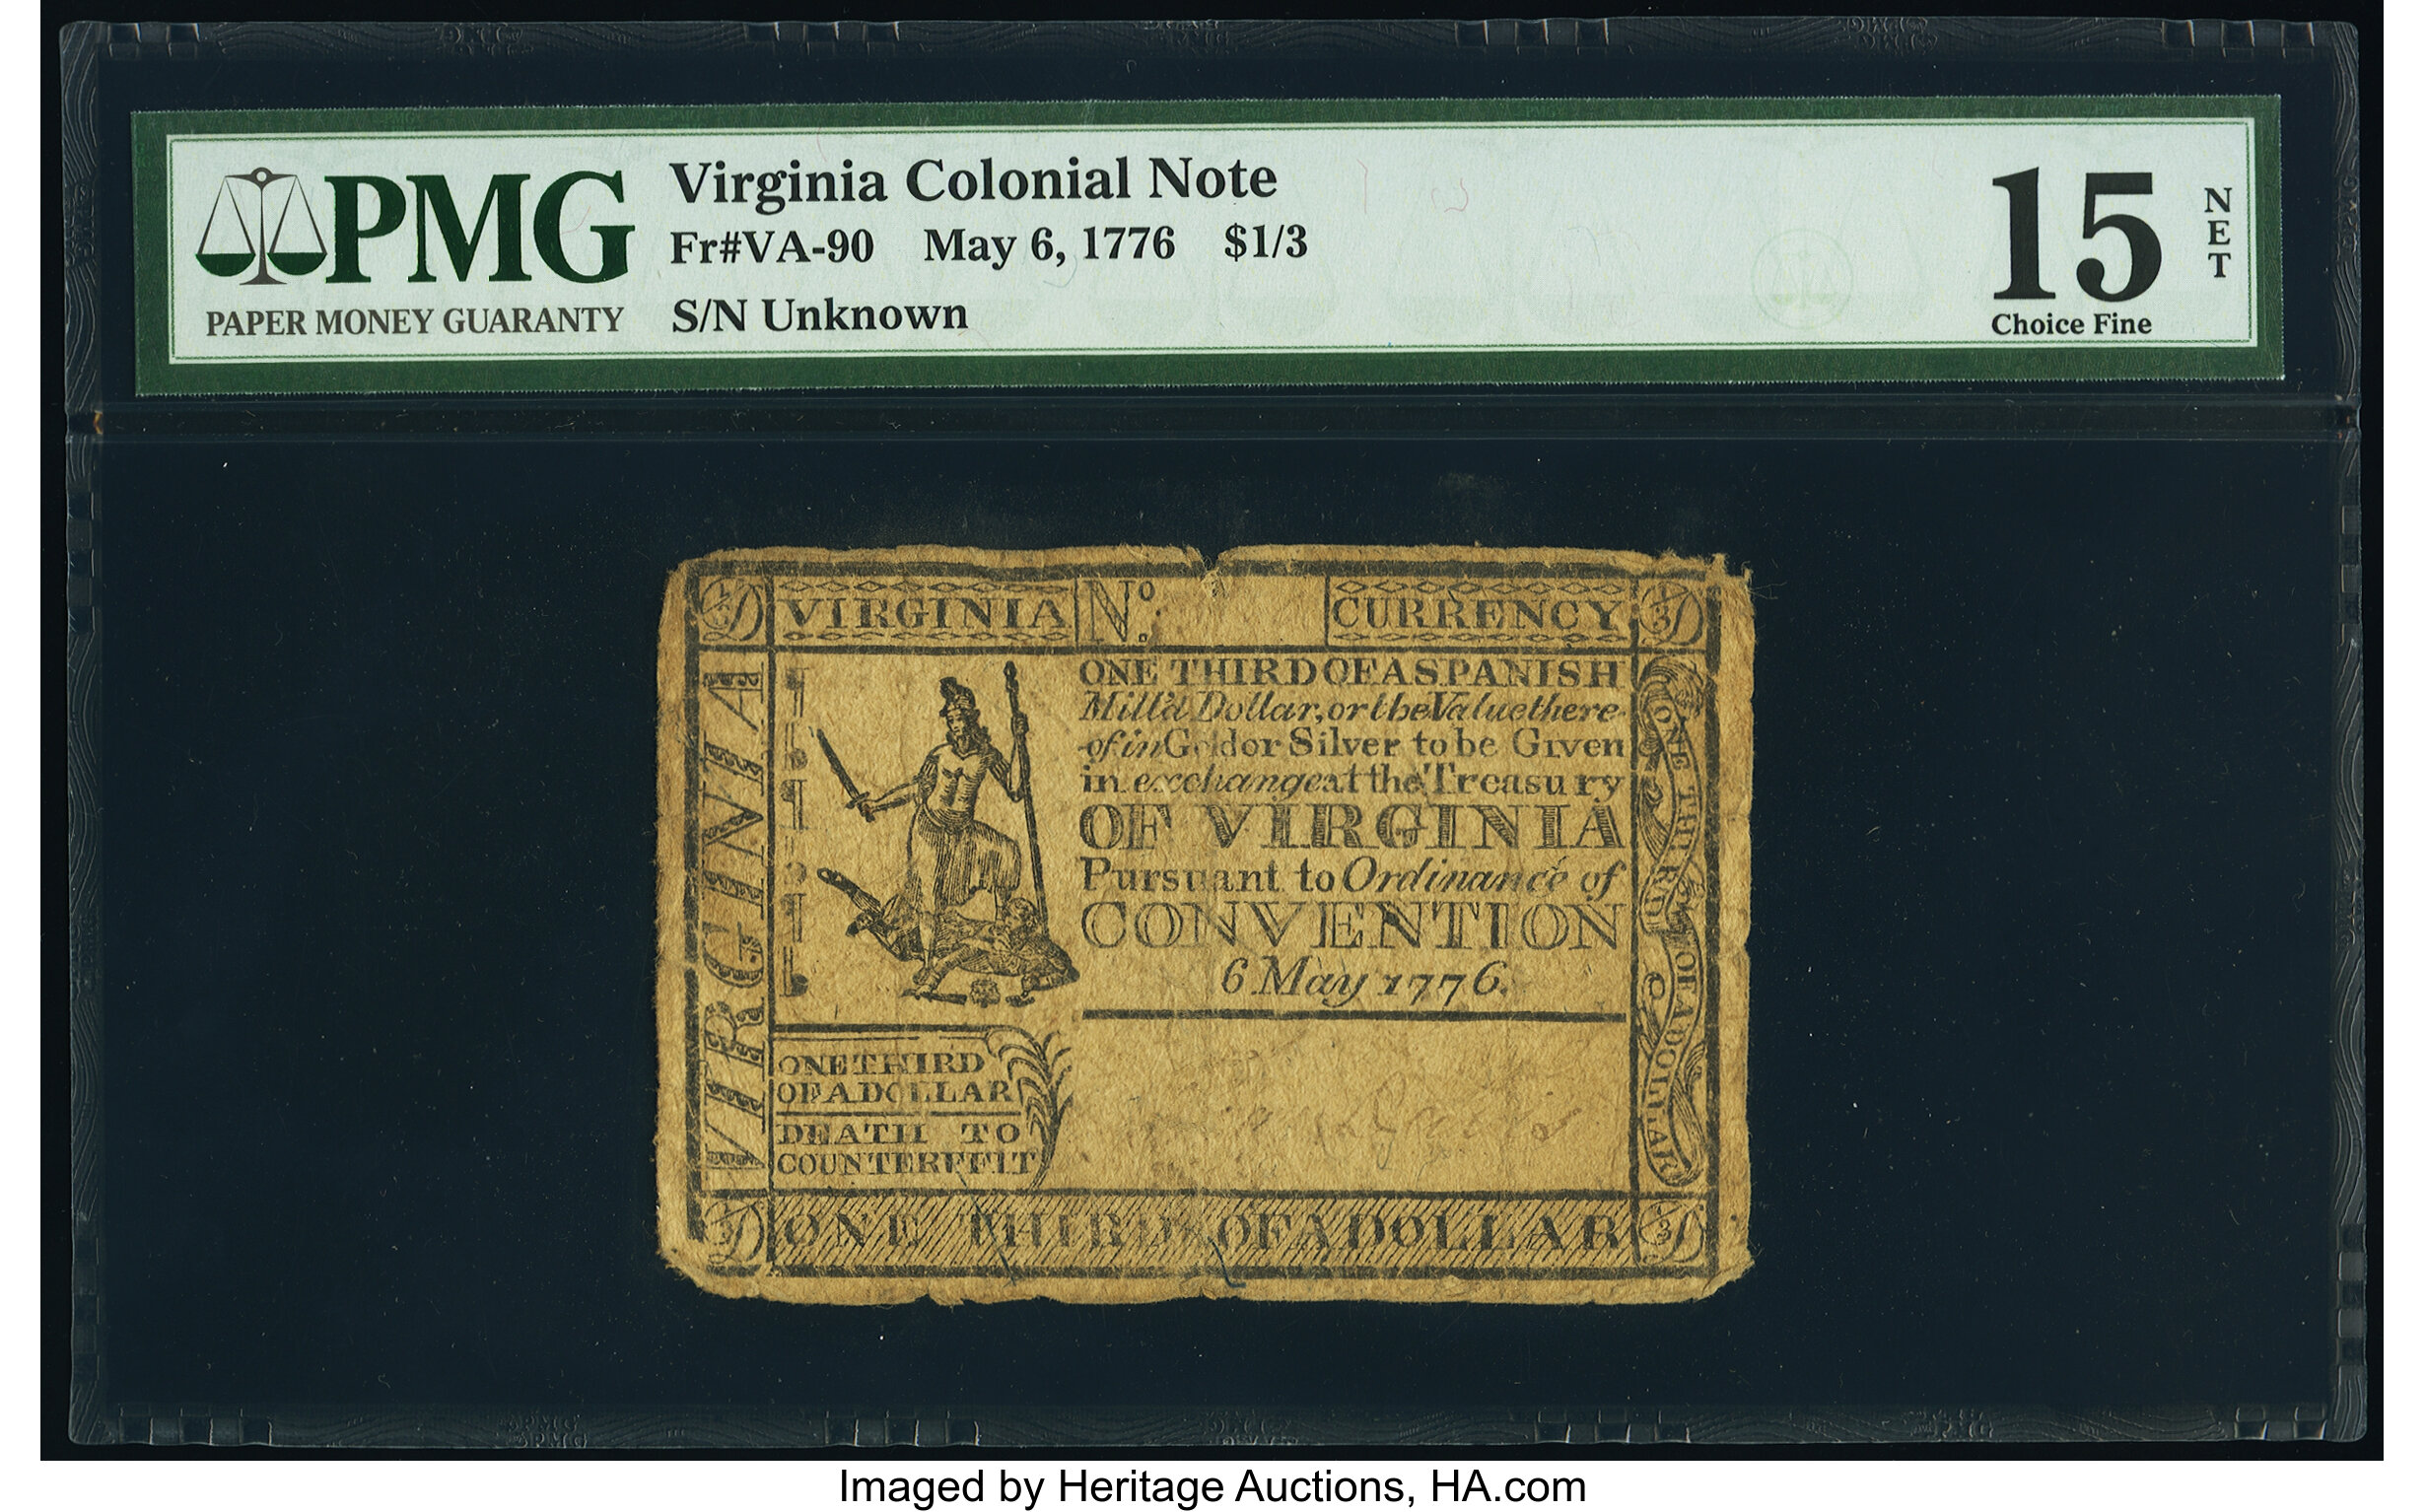 PMG
PAPER MONEY GUARANTY
Virginia Colonial Note
Fr#VA-90 May 6, 1776 $1/3
S/N Unknown
15
NET
Choice Fine
VIRGINIA No. CURRENCY
VIRGINIA
ONE THIRD OF A SPANISH
Mill'd Dollar, or the Value there-
of in Gold or Silver to be Given
in exchange at the Treasury
OF VIRGINIA
Pursuant to Ordinance of
CONVENTION
6 May 1776.
ONE THIRD OF A DOLLAR
ONE THIRD
OF A DOLLAR
DEATH TO
COUNTERFEIT
ONE THIRD OF A DOLLAR
Imaged by Heritage Auctions, HA.com